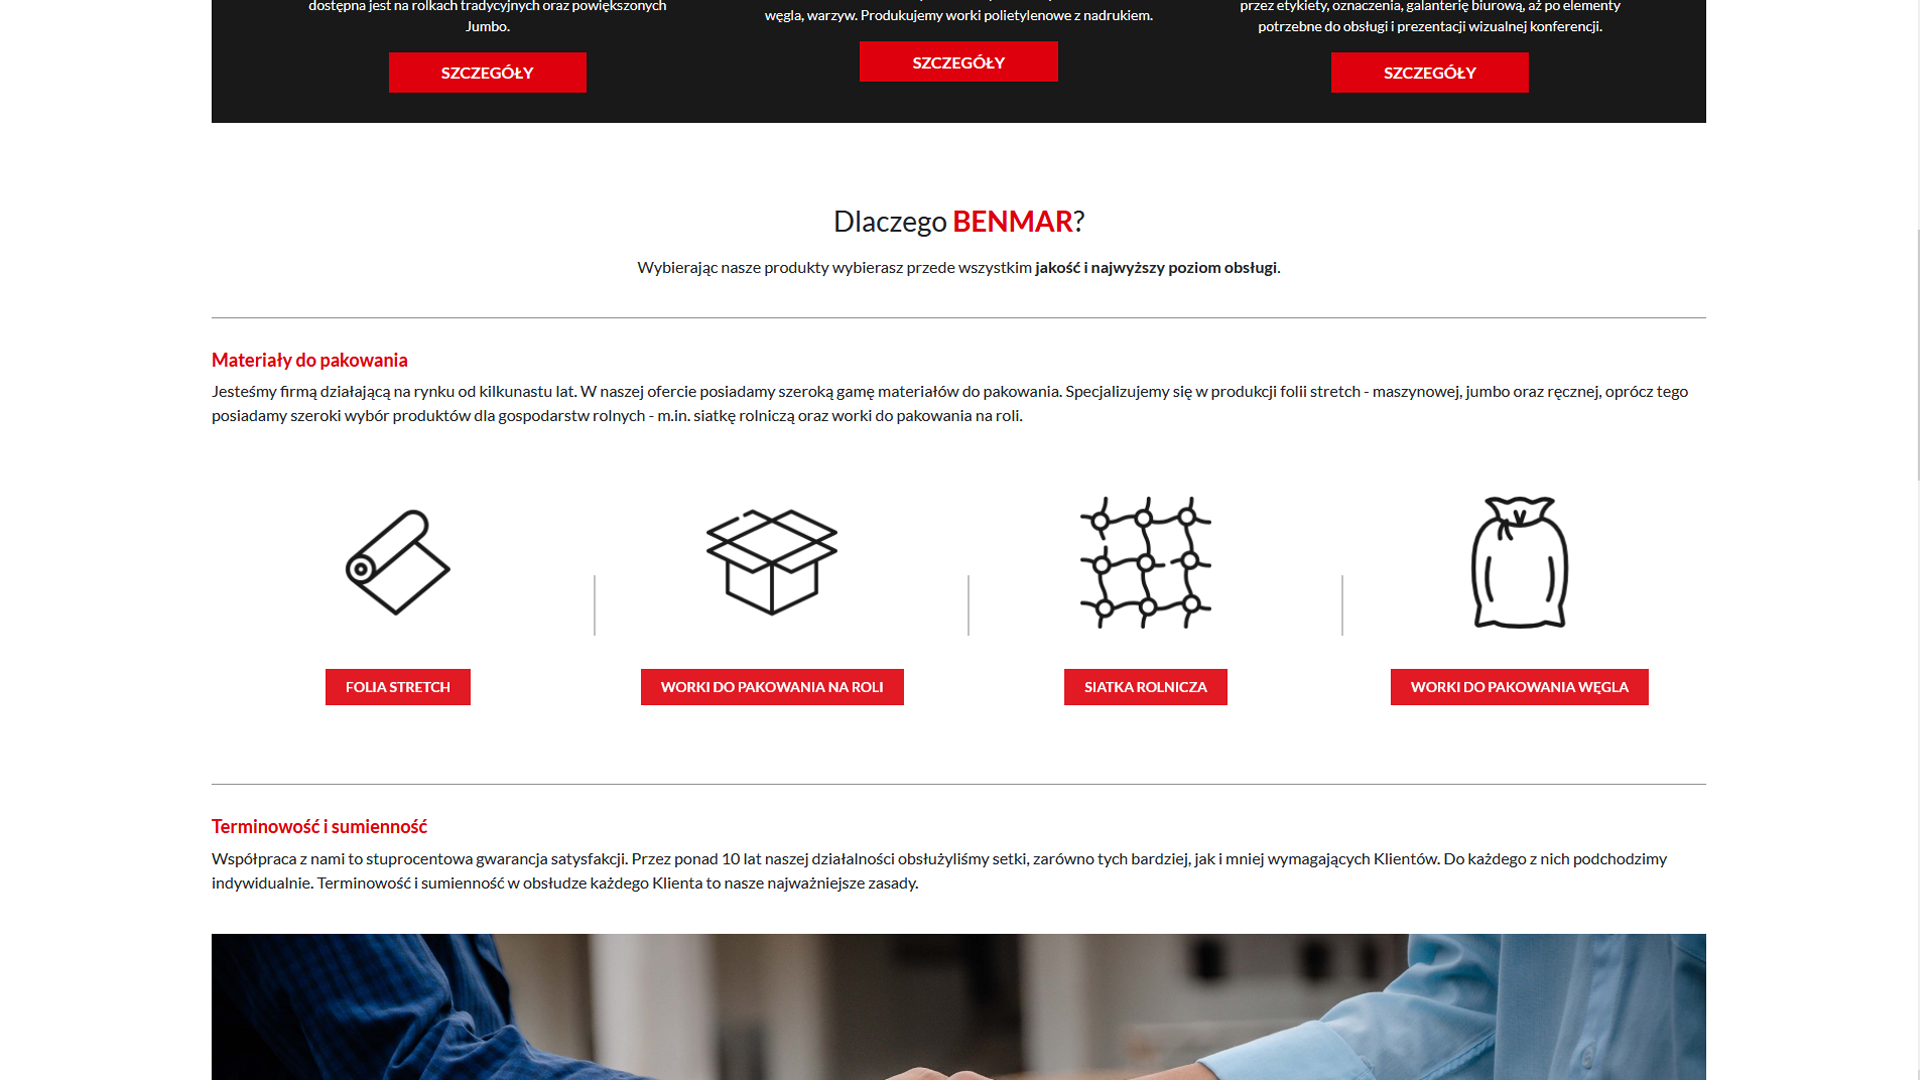 dostępna jest na rolkach tradycyjnych oraz powiększonych
Jumbo.
SZCZEGÓŁY
węgla, warzyw. Produkujemy worki polietylenowe z nadrukiem.
SZCZEGÓŁY
przez etykiety, oznaczenia, galanterię biurową, aż po elementy
potrzebne do obsługi i prezentacji wizualnej konferencji.
SZCZEGÓŁY
Dlaczego BENMAR?
Wybierając nasze produkty wybierasz przede wszystkim jakość i najwyższy poziom obsługi.
Materiały do pakowania
Jesteśmy firmą działającą na rynku od kilkunastu lat. W naszej ofercie posiadamy szeroką gamę materiałów do pakowania. Specjalizujemy się w produkcji folii stretch - maszynowej, jumbo oraz ręcznej, oprócz tego
posiadamy szeroki wybór produktów dla gospodarstw rolnych - m.in. siatkę rolniczą oraz worki do pakowania na roli.
FOLIA STRETCH
WORKI DO PAKOWANIA NA ROLI
SIATKA ROLNICZA
WORKI DO PAKOWANIA WĘGLA
Terminowość i sumienność
Współpraca z nami to stuprocentowa gwarancja satysfakcji. Przez ponad 10 lat naszej działalności obsłużyliśmy setki, zarówno tych bardziej, jak i mniej wymagających Klientów. Do każdego z nich podchodzimy
indywidualnie. Terminowość i sumienność w obsłudze każdego Klienta to nasze najważniejsze zasady.